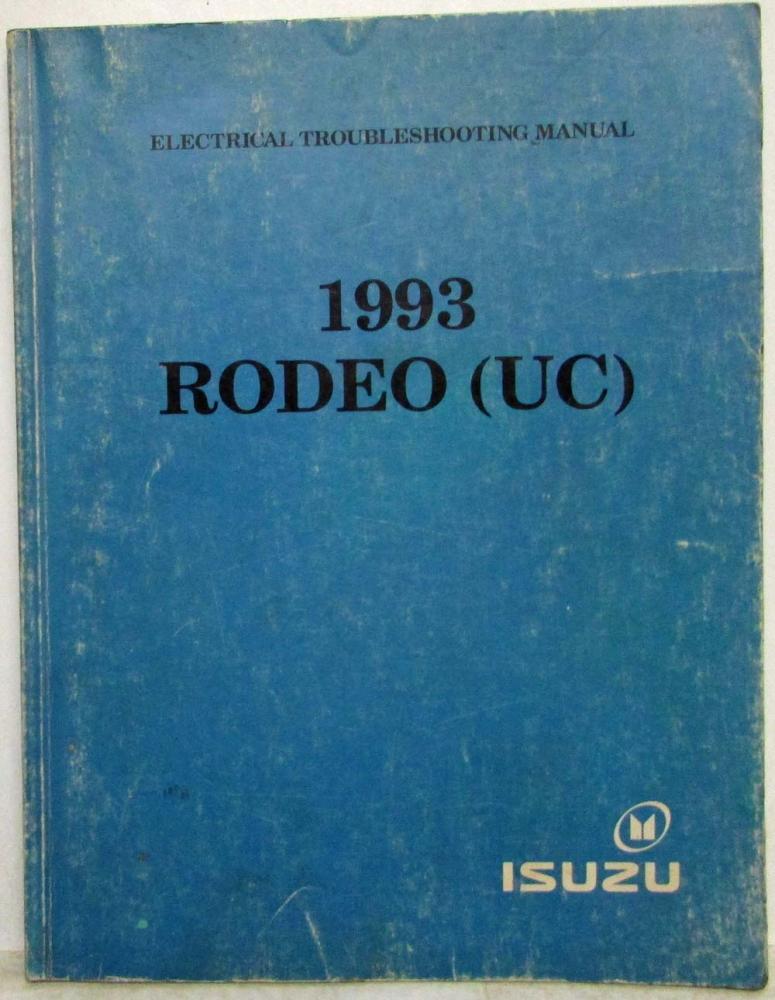 ELECTRICAL TROUBLESHOOTING MANUAL
1993
RODEO (UC)
ISUZU